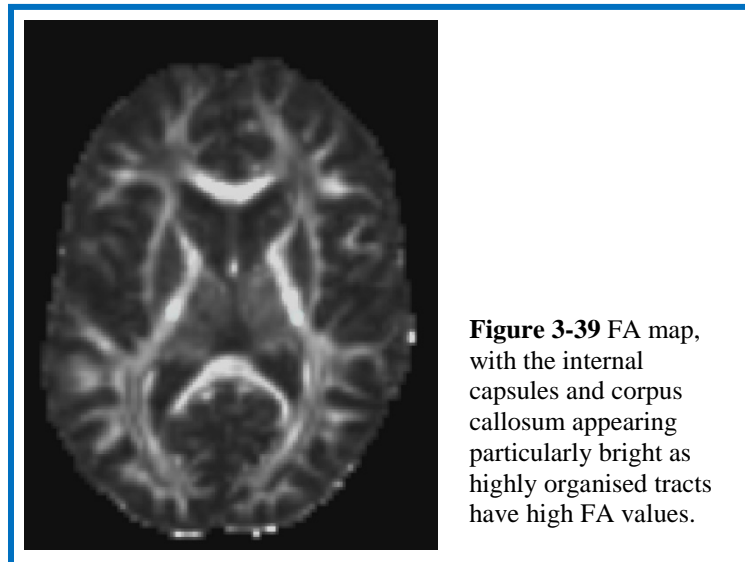 Figure 3-39 FA map,
with the internal
capsules and corpus
callosum appearing
particularly bright as
highly organised tracts
have high FA values.